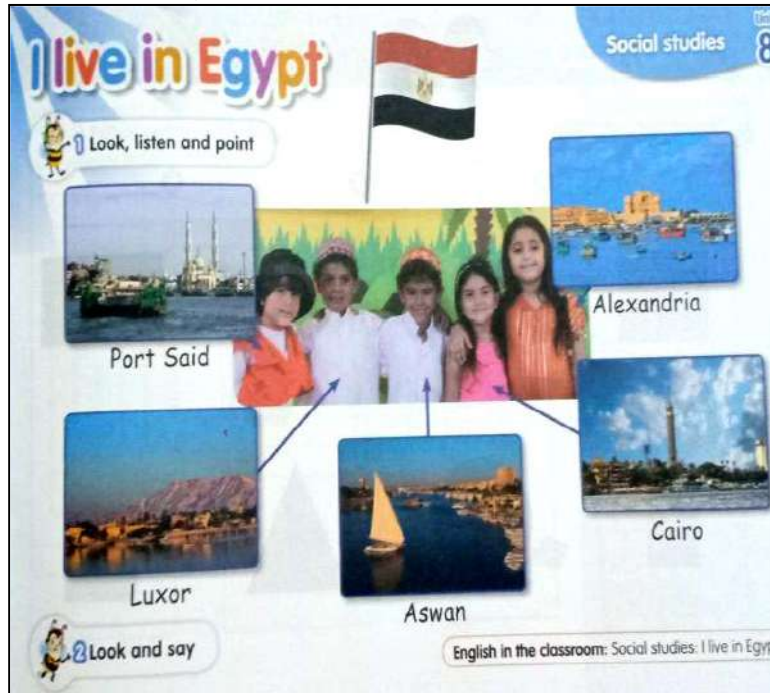 I live in Egypt
Social studies
8
1 Look, listen and point
Port Said
Alexandria
Luxor
Aswan
Cairo
2 Look and say
English in the classroom: Social studies: I live in